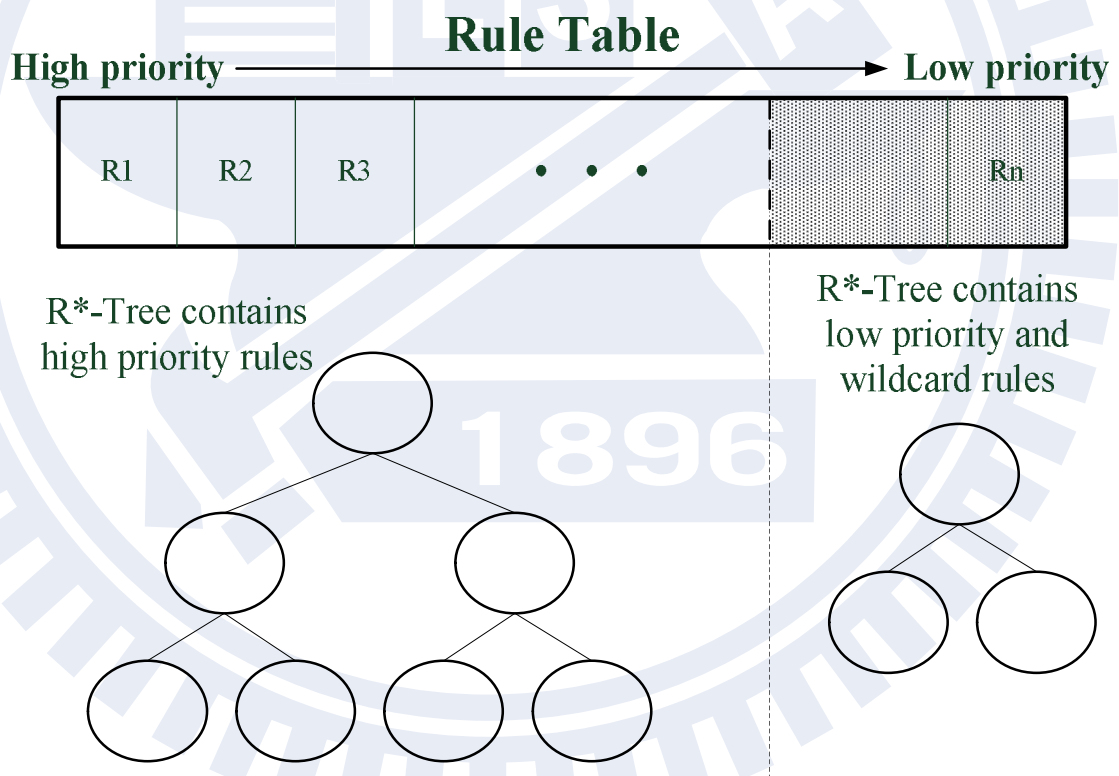 Rule Table
High priority
Low priority
R1
R2
R3
• • •
Rn
R*-Tree contains
high priority rules
R*-Tree contains
low priority and
wildcard rules
1896